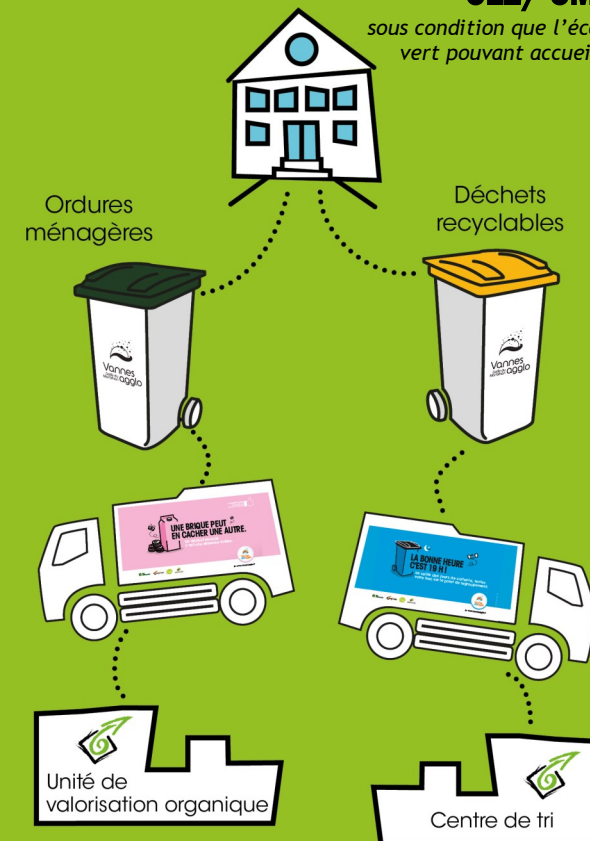 sous condition que l'éc
vert pouvant accuei
Ordures
ménagères
Déchets
recyclables
Vannes
agglo
Vannes
agglo
UNE BRIQUE PEUT
EN CACHER UNE AUTRE.
LA BONNE HEURE
C'EST 19 H !
Unité de
valorisation organique
Centre de tri